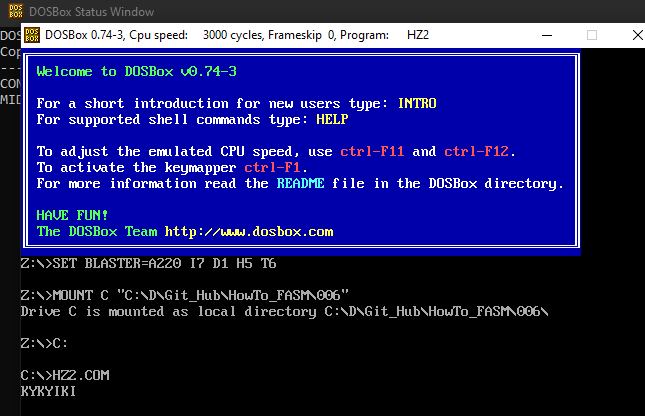 DOSBox Status Window
DOSBox 0.74-3, Cpu speed: 3000 cycles, Frameskip 0, Program: HZ2
DOS
Cop
---
CON
MID
Welcome to DOSBox v0.74-3
For a short introduction for new users type: INTRO
For supported shell commands type: HELP
To adjust the emulated CPU speed, use ctrl-F11 and ctrl-F12.
To activate the keymapper ctrl-F1.
For more information read the README file in the DOSBox directory.
HAVE FUN!
The DOSBox Team http://www.dosbox.com
Z:\>SET BLASTER=A220 I7 D1 H5 T6
Z:\>MOUNT C "C:\D\Git_Hub\HowTo_FASM\006"
Drive C is mounted as local directory C:\D\Git_Hub\HowTo_FASM\006\
Z:\>C:
C:\>HZ2.COM
KYKYIKI